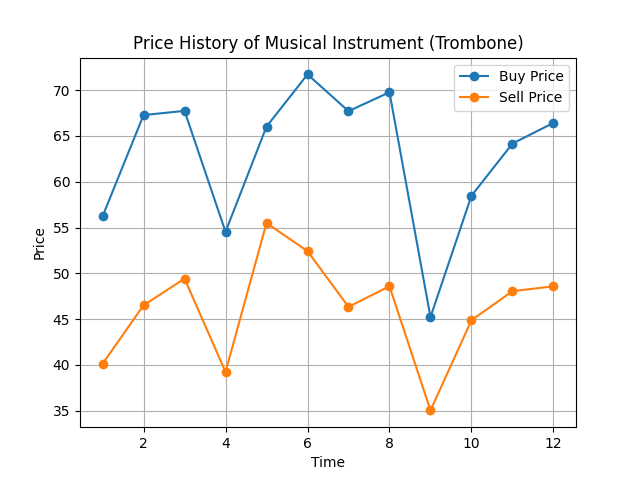 Price History of Musical Instrument (Trombone)
Buy Price
Sell Price
Price
70
65
60
55
50
45
40
35
2 4 6 8 10 12
Time